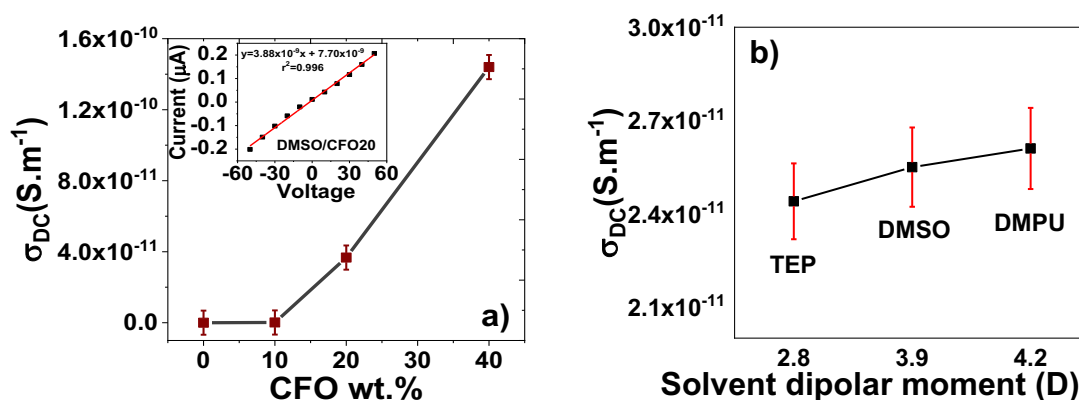 1.6x10⁻¹⁰
1.2x10⁻¹⁰
8.0x10⁻¹¹
4.0x10⁻¹¹
0.0
σDC(S.m⁻¹)
0 10 20 30 40
CFO wt.%
a)
y=3.88x10⁻⁹x + 7.70x10⁻⁹
r²=0.996
0.2
0.1
0.0
-0.1
-0.2
Current (μA)
DMSO/CFO20
-60 -30 0 30 60
Voltage
b)
3.0x10⁻¹¹
2.7x10⁻¹¹
2.4x10⁻¹¹
2.1x10⁻¹¹
σDC(S.m⁻¹)
TEP
DMSO
DMPU
2.8 3.9 4.2
Solvent dipolar moment (D)